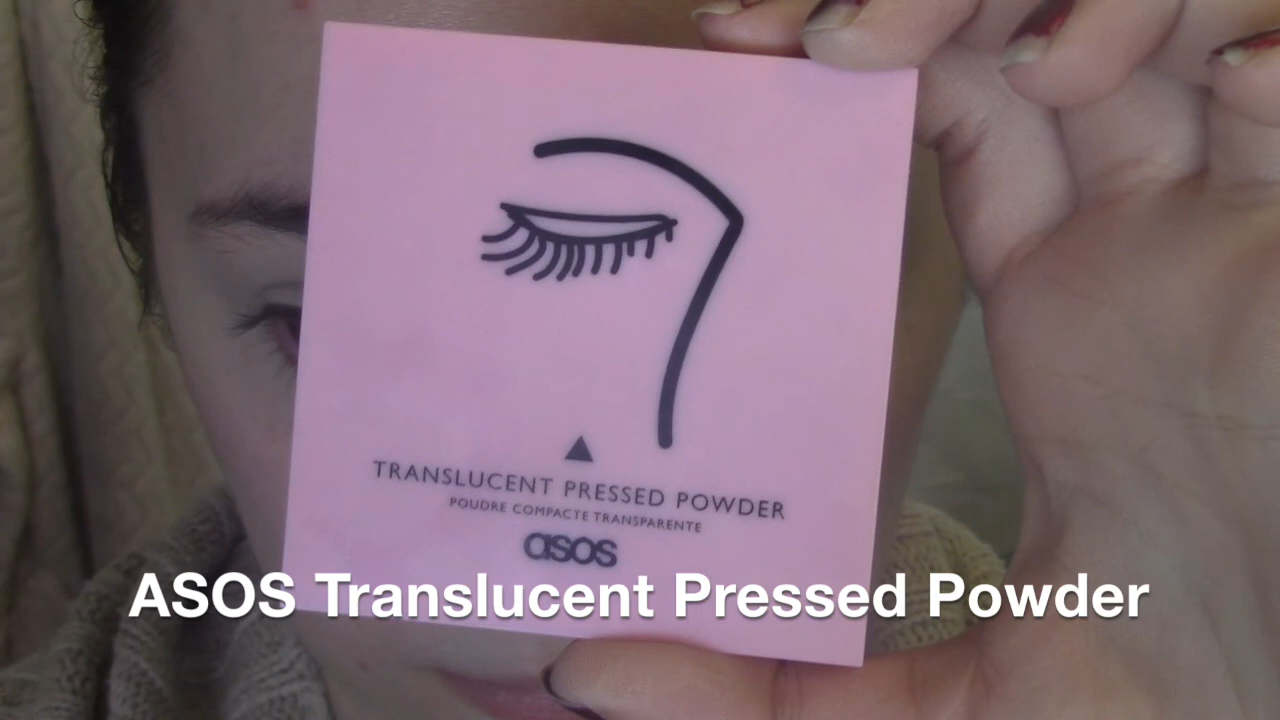 TRANSLUCENT PRESSED POWDER
POUDRE COMPACTE TRANSPARENTE
asos
ASOS Translucent Pressed Powder